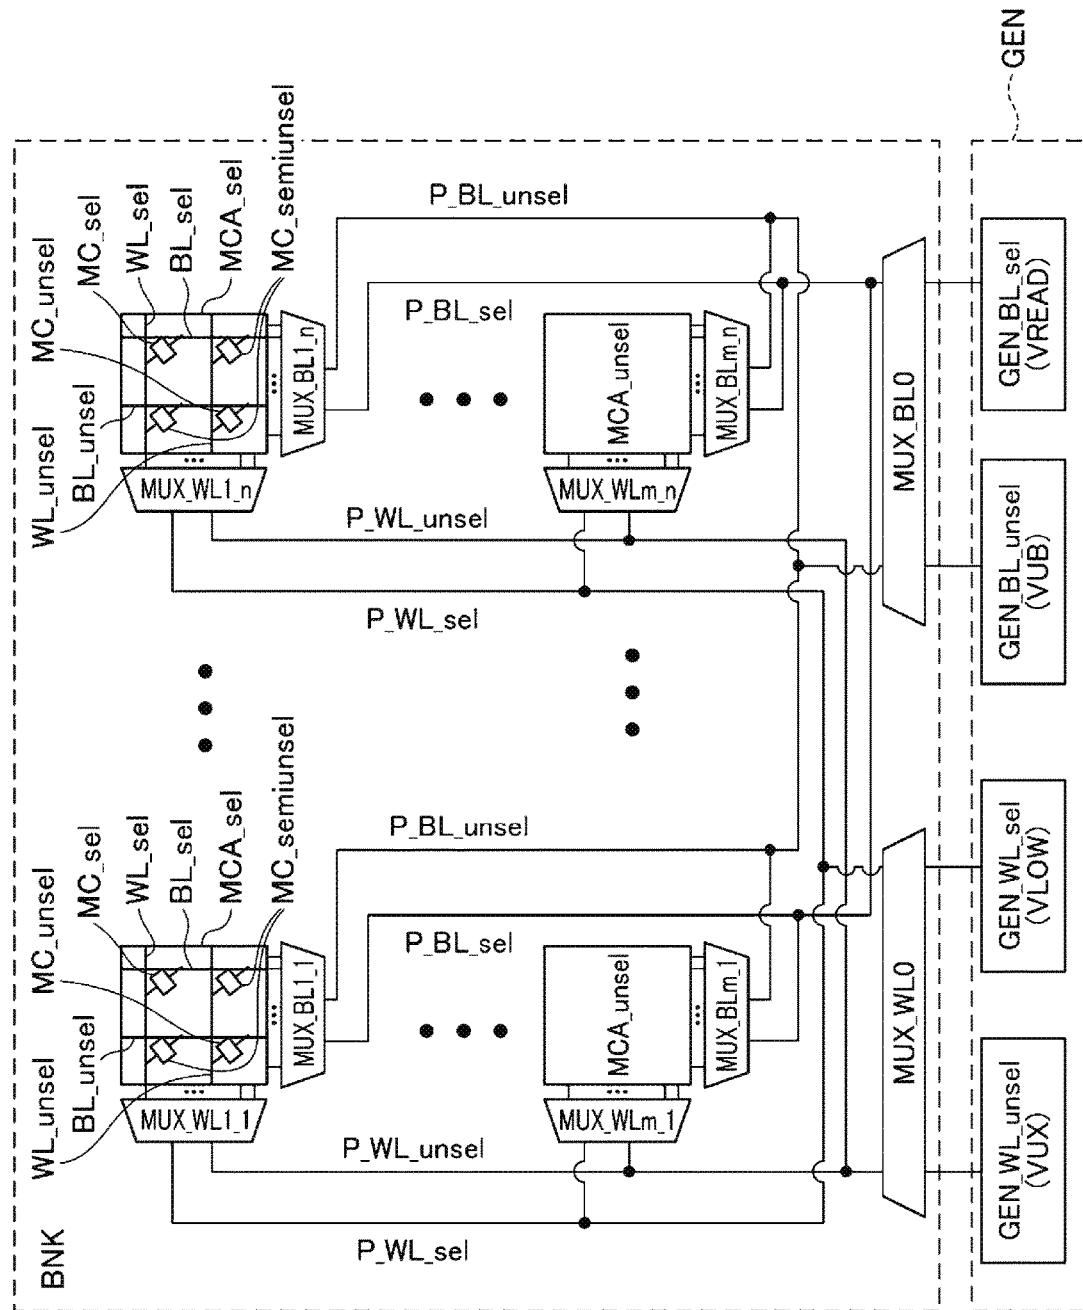 BNK
WL_unsel
BL_unsel
MC_unsel
MC_sel
WL_sel
BL_sel
MCA_sel
MC_semiunsel
MUX_WL1_1
MUX_BL1_1
P_WL_sel
P_WL_unsel
P_BL_sel
P_BL_unsel
MCA_unsel
MUX_WLm_1
MUX_BLm_1
WL_unsel
BL_unsel
MC_unsel
MC_sel
WL_sel
BL_sel
MCA_sel
MC_semiunsel
MUX_WL1_n
MUX_BL1_n
P_WL_sel
P_WL_unsel
P_BL_sel
P_BL_unsel
MCA_unsel
MUX_WLm_n
MUX_BLm_n
MUX_WL0
MUX_BL0
GEN_WL_unsel
(VUX)
GEN_WL_sel
(VLOW)
GEN_BL_unsel
(VUB)
GEN_BL_sel
(VREAD)
GEN